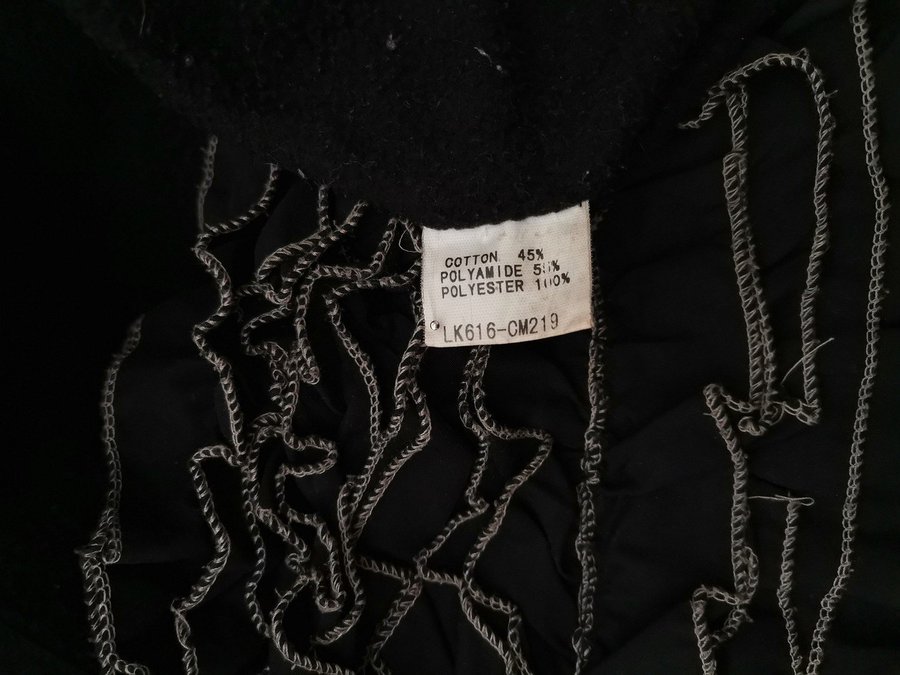 COTTON 45%
POLYAMIDE 55%
POLYESTER 100%
LK616-CM219